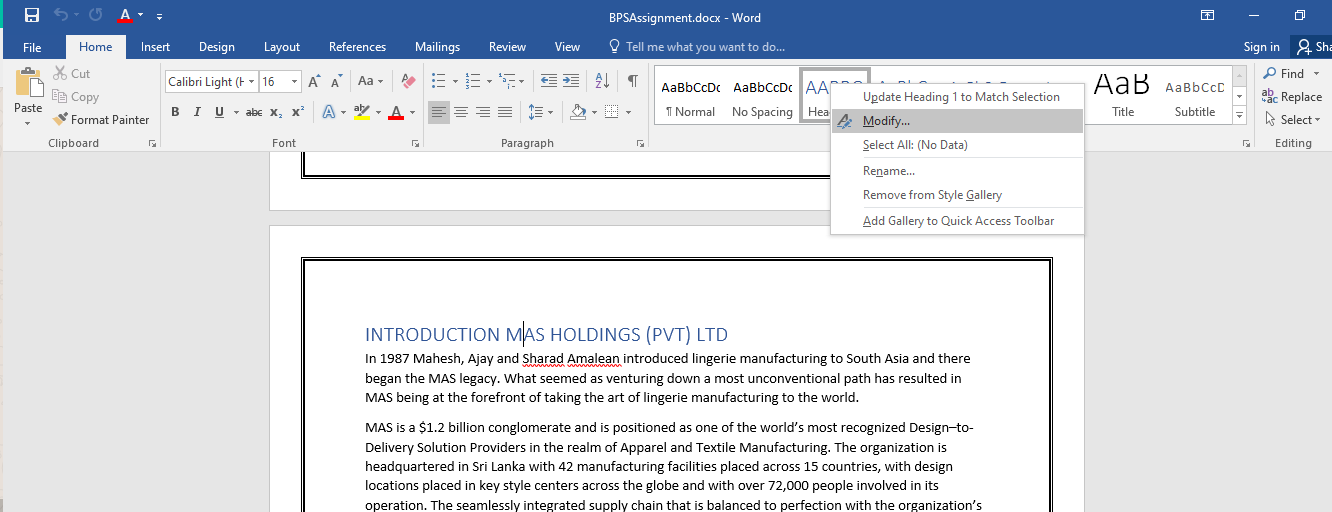 BPSAssignment.docx - Word
File Home Insert Design Layout References Mailings Review View Tell me what you want to do... Sign in Sha
Cut
Copy
Format Painter
Paste
Clipboard
Calibri Light (H 16
Aa
B I U abc x₂ x² A A
Font
Paragraph
AaBbCcDc AaBbCcDc AaB AaBbCcD
¶ Normal No Spacing Title Subtitle
Find
Replace
Select
Editing
Update Heading 1 to Match Selection
Modify...
Select All: (No Data)
Rename...
Remove from Style Gallery
Add Gallery to Quick Access Toolbar
INTRODUCTION MAS HOLDINGS (PVT) LTD
In 1987 Mahesh, Ajay and Sharad Amalean introduced lingerie manufacturing to South Asia and there
began the MAS legacy. What seemed as venturing down a most unconventional path has resulted in
MAS being at the forefront of taking the art of lingerie manufacturing to the world.
MAS is a $1.2 billion conglomerate and is positioned as one of the world's most recognized Design–to-
Delivery Solution Providers in the realm of Apparel and Textile Manufacturing. The organization is
headquartered in Sri Lanka with 42 manufacturing facilities placed across 15 countries, with design
locations placed in key style centers across the globe and with over 72,000 people involved in its
operation. The seamlessly integrated supply chain that is balanced to perfection with the organization's